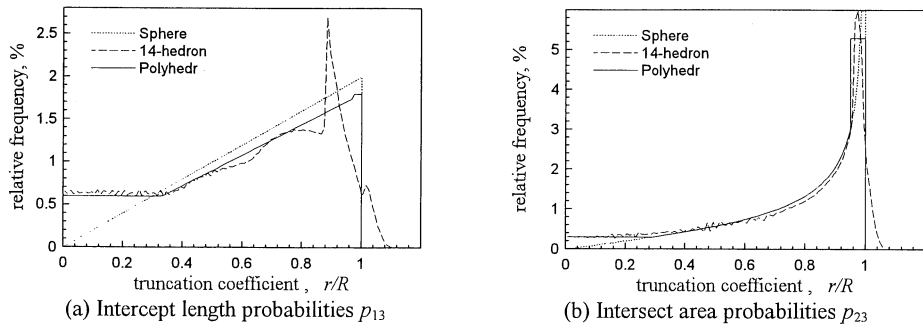 2.5
2
1.5
1
0.5
0
relative frequency, %
Sphere
14-hedron
Polyhedr
0 0.2 0.4 0.6 0.8 1
truncation coefficient , r/R
(a) Intercept length probabilities p13
5
4
3
2
1
0
relative frequency, %
Sphere
14-hedron
Polyhedr
0 0.2 0.4 0.6 0.8 1
truncation coefficient , r/R
(b) Intersect area probabilities p23